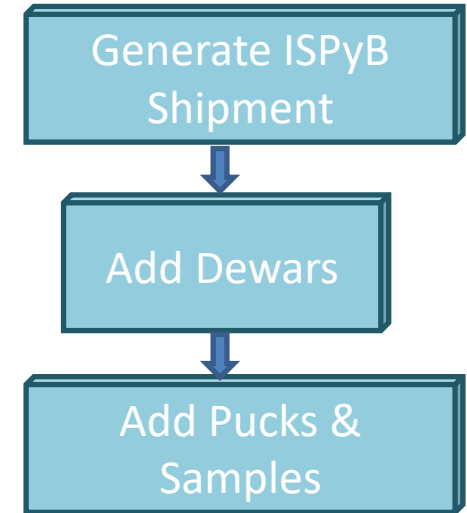 Generate ISPyB
Shipment
Add Dewars
Add Pucks &
Samples